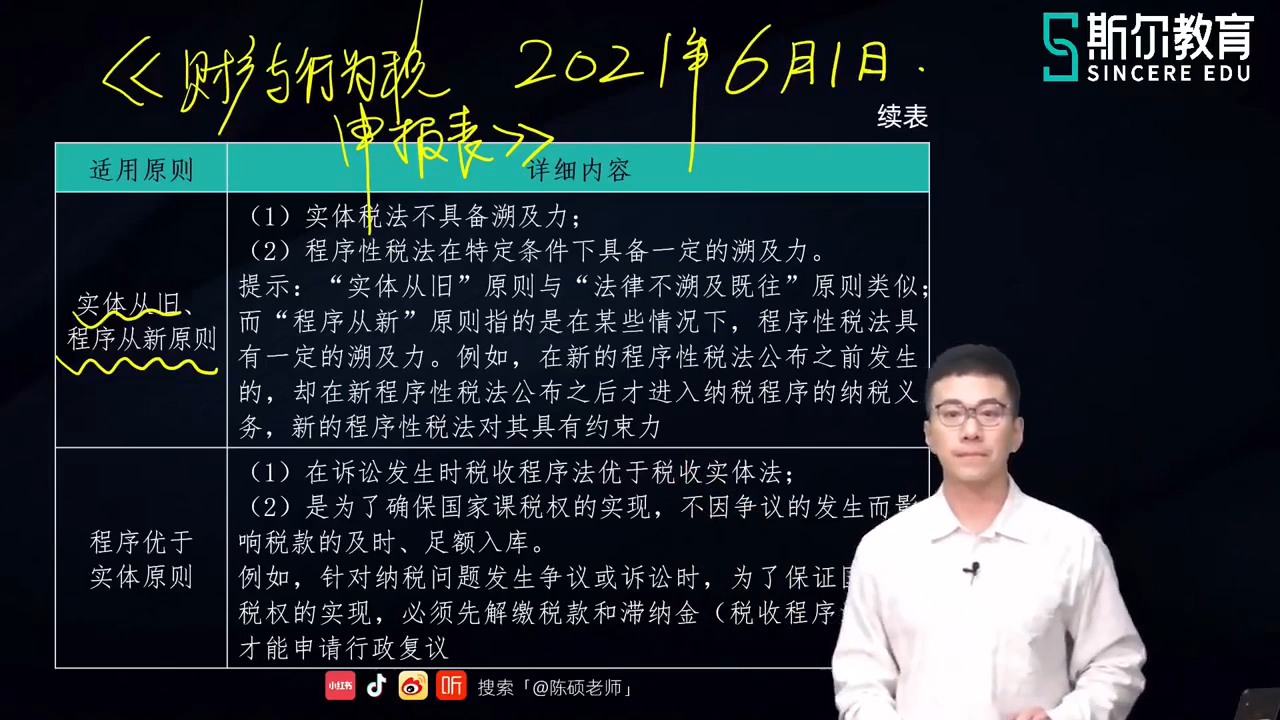 斯尔教育
SINCERE EDU
《财产与行为税 2021年6月1日.
申报表》
续表
适用原则 详细内容
实体从旧、
程序从新原则
（1）实体税法不具备溯及力；
（2）程序性税法在特定条件下具备一定的溯及力。
提示：“实体从旧”原则与“法律不溯及既往”原则类似；
而“程序从新”原则指的是在某些情况下，程序性税法具
有一定的溯及力。例如，在新的程序性税法公布之前发生
的，却在新程序性税法公布之后才进入纳税程序的纳税义
务，新的程序性税法对其具有约束力
程序优于
实体原则
（1）在诉讼发生时税收程序法优于税收实体法；
（2）是为了确保国家课税权的实现，不因争议的发生而影
响税款的及时、足额入库。
例如，针对纳税问题发生争议或诉讼时，为了保证国
税权的实现，必须先解缴税款和滞纳金（税收程序
才能申请行政复议
小红书 听 搜索「@陈硕老师」